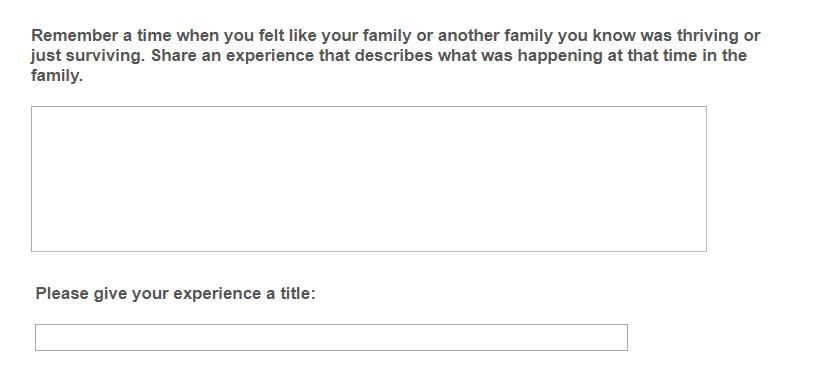 Remember a time when you felt like your family or another family you know was thriving or
just surviving. Share an experience that describes what was happening at that time in the
family.
Please give your experience a title: